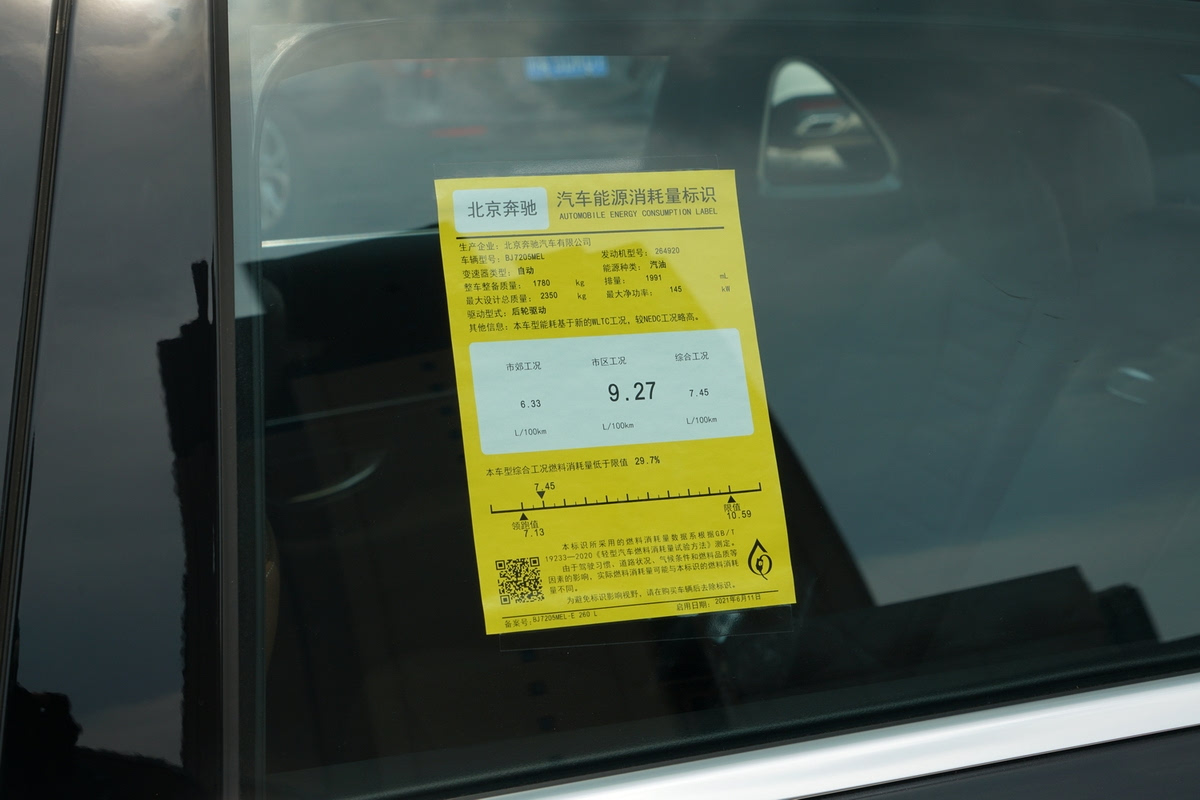 北京奔驰
汽车能源消耗量标识
AUTOMOBILE ENERGY CONSUMPTION LABEL
生产企业：北京奔驰汽车有限公司
车辆型号：BJ7205MEL 发动机型号：264920
变速器类型：自动 能源种类：汽油
整车整备质量：1780 kg 排量：1991 mL
最大设计总质量：2350 kg 最大净功率：145 kW
驱动型式：后轮驱动
其他信息：本车型能耗基于新的WLTC工况，较NEDC工况略高。
市郊工况 市区工况 综合工况
6.33 9.27 7.45
L/100km L/100km L/100km
本车型综合工况燃料消耗量低于限值 29.7%
7.45
领跑值 限值
7.13 10.59
本标识所采用的燃料消耗量数据系根据GB/T
19233—2020《轻型汽车燃料消耗量试验方法》测定。
由于驾驶习惯、道路状况、气候条件和燃料品质等
因素的影响，实际燃料消耗量可能与本标识的燃料消耗
量不同。
为避免标识影响视野，请在购买车辆后去除标识。
备案号:BJ7205MEL-E 260 L 启用日期：2021年6月11日